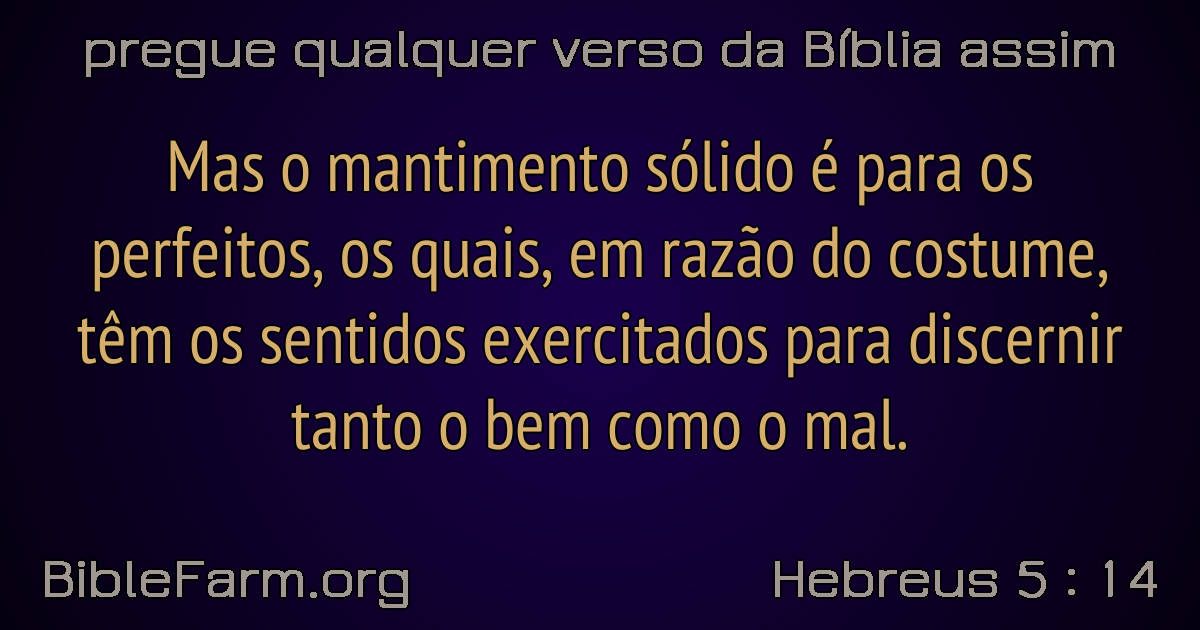 pregue qualquer verso da Bíblia assim
Mas o mantimento sólido é para os
perfeitos, os quais, em razão do costume,
têm os sentidos exercitados para discernir
tanto o bem como o mal.
BibleFarm.org
Hebreus 5 : 14